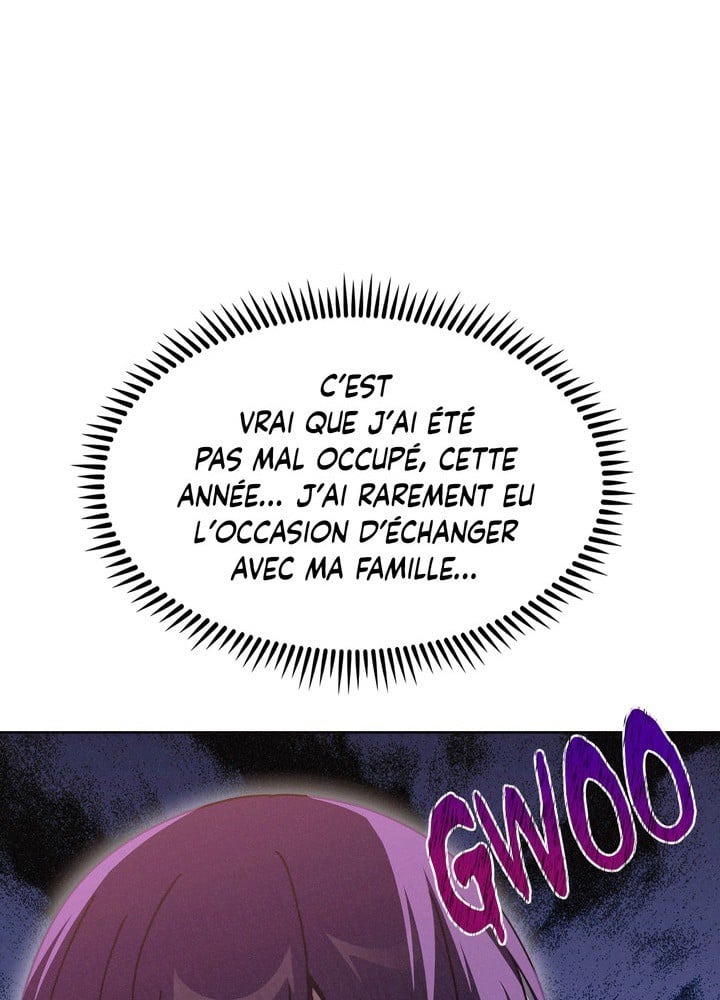 C'EST
VRAI QUE J'AI ÉTÉ
PAS MAL OCCUPÉ, CETTE
ANNÉE... J'AI RAREMENT EU
L'OCCASION D'ÉCHANGER
AVEC MA FAMILLE...
GWOO